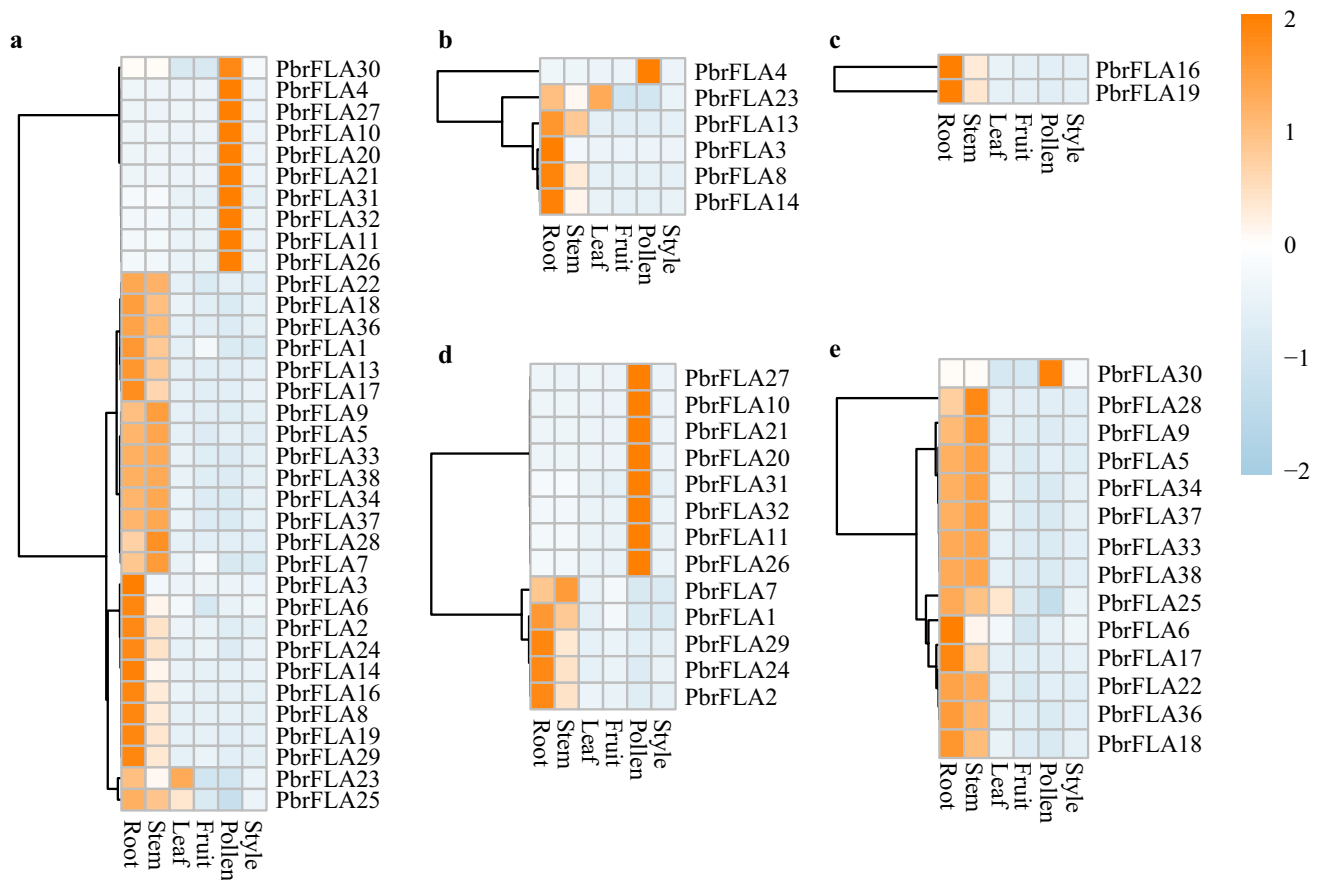 a
PbrFLA30
PbrFLA4
PbrFLA27
PbrFLA10
PbrFLA20
PbrFLA21
PbrFLA31
PbrFLA32
PbrFLA11
PbrFLA26
PbrFLA22
PbrFLA18
PbrFLA36
PbrFLA1
PbrFLA13
PbrFLA17
PbrFLA9
PbrFLA5
PbrFLA33
PbrFLA38
PbrFLA34
PbrFLA37
PbrFLA28
PbrFLA7
PbrFLA3
PbrFLA6
PbrFLA2
PbrFLA24
PbrFLA14
PbrFLA16
PbrFLA8
PbrFLA19
PbrFLA29
PbrFLA23
PbrFLA25
Root
Stem
Leaf
Fruit
Pollen
Style
b
PbrFLA4
PbrFLA23
PbrFLA13
PbrFLA3
PbrFLA8
PbrFLA14
Root
Stem
Leaf
Fruit
Pollen
Style
c
PbrFLA16
PbrFLA19
Root
Stem
Leaf
Fruit
Pollen
Style
d
PbrFLA27
PbrFLA10
PbrFLA21
PbrFLA20
PbrFLA31
PbrFLA32
PbrFLA11
PbrFLA26
PbrFLA7
PbrFLA1
PbrFLA29
PbrFLA24
PbrFLA2
Root
Stem
Leaf
Fruit
Pollen
Style
e
PbrFLA30
PbrFLA28
PbrFLA9
PbrFLA5
PbrFLA34
PbrFLA37
PbrFLA33
PbrFLA38
PbrFLA25
PbrFLA6
PbrFLA17
PbrFLA22
PbrFLA36
PbrFLA18
Root
Stem
Leaf
Fruit
Pollen
Style
2
1
0
−1
−2